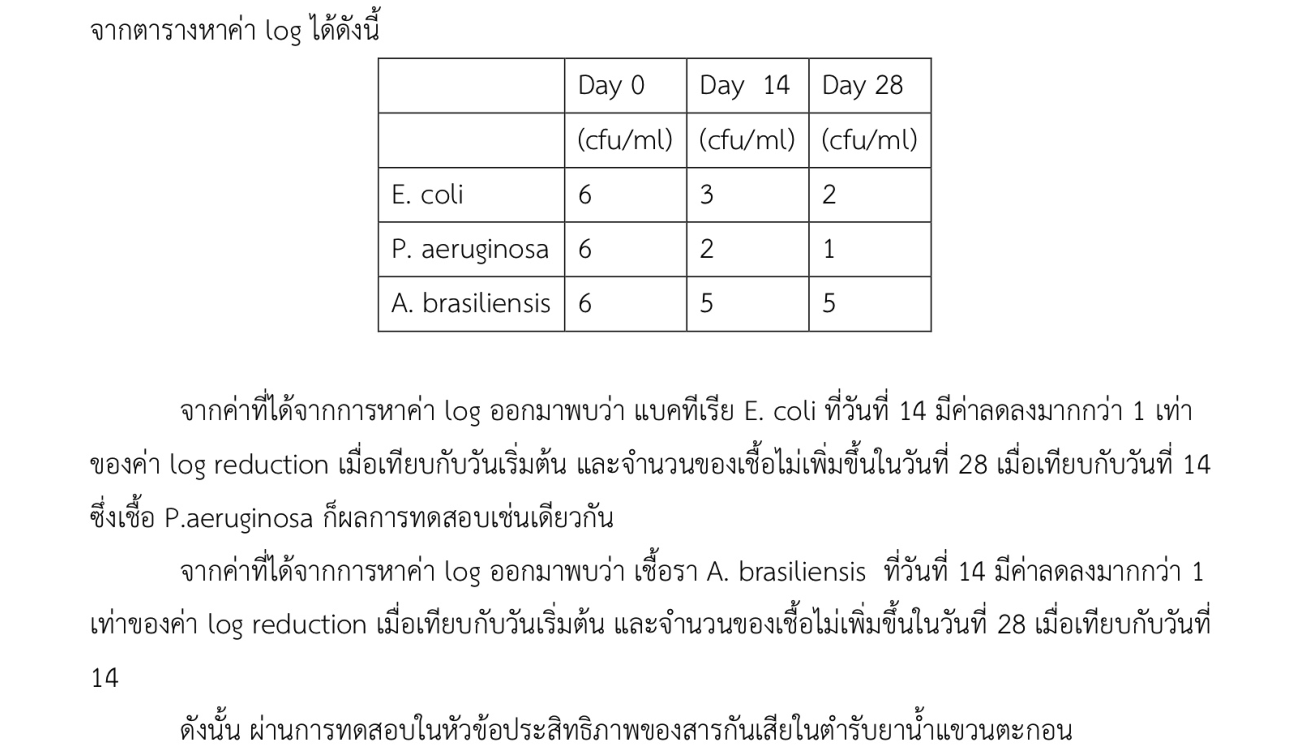 จากตารางหาค่า log ได้ดังนี้
Day 0 Day 14 Day 28
(cfu/ml) (cfu/ml) (cfu/ml)
E. coli 6 3 2
P. aeruginosa 6 2 1
A. brasiliensis 6 5 5
จากค่าที่ได้จากการหาค่า log ออกมาพบว่า แบคทีเรีย E. coli ที่วันที่ 14 มีค่าลดลงมากกว่า 1 เท่า
ของค่า log reduction เมื่อเทียบกับวันเริ่มต้น และจำนวนของเชื้อไม่เพิ่มขึ้นในวันที่ 28 เมื่อเทียบกับวันที่ 14
ซึ่งเชื้อ P.aeruginosa ก็ผลการทดสอบเช่นเดียวกัน
จากค่าที่ได้จากการหาค่า log ออกมาพบว่า เชื้อรา A. brasiliensis ที่วันที่ 14 มีค่าลดลงมากกว่า 1
เท่าของค่า log reduction เมื่อเทียบกับวันเริ่มต้น และจำนวนของเชื้อไม่เพิ่มขึ้นในวันที่ 28 เมื่อเทียบกับวันที่
14
ดังนั้น ผ่านการทดสอบในหัวข้อประสิทธิภาพของสารกันเสียในตำรับยาน้ำแขวนตะกอน